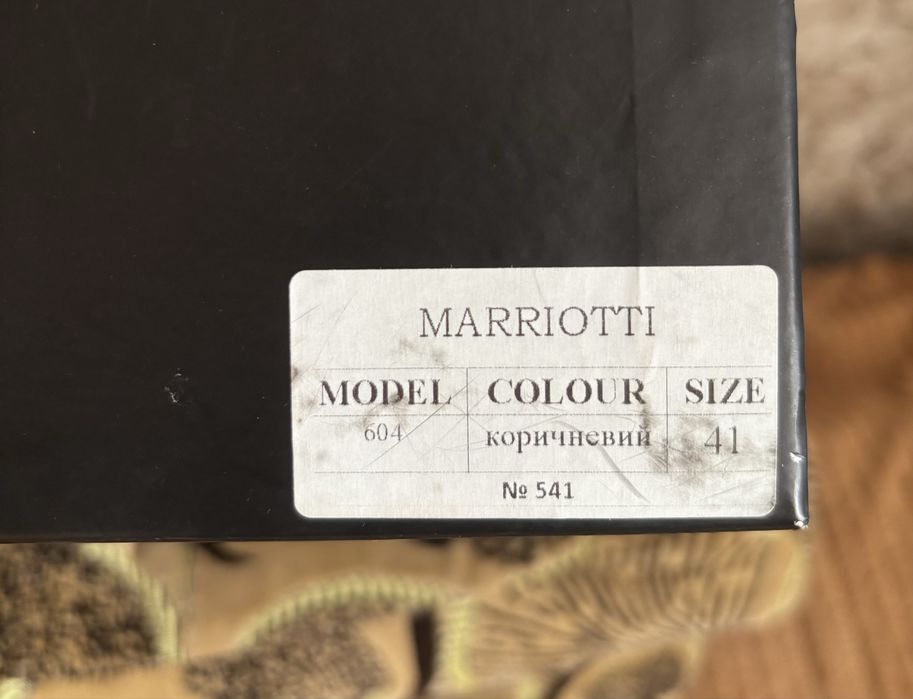 MARRIOTTI
MODEL COLOUR SIZE
604 коричневий 41
№ 541